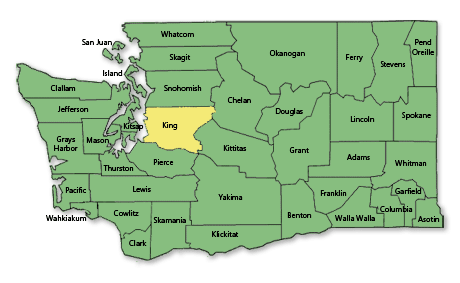 Whatcom
San Juan
Skagit
Okanogan
Ferry
Stevens
Pend
Oreille
Island
Clallam
Snohomish
Chelan
Jefferson
Kitsap
King
Douglas
Lincoln
Spokane
Grays
Harbor
Mason
Kittitas
Grant
Adams
Whitman
Thurston
Pierce
Pacific
Lewis
Yakima
Franklin
Garfield
Wahkiakum
Cowlitz
Skamania
Benton
Walla Walla
Columbia
Asotin
Klickitat
Clark